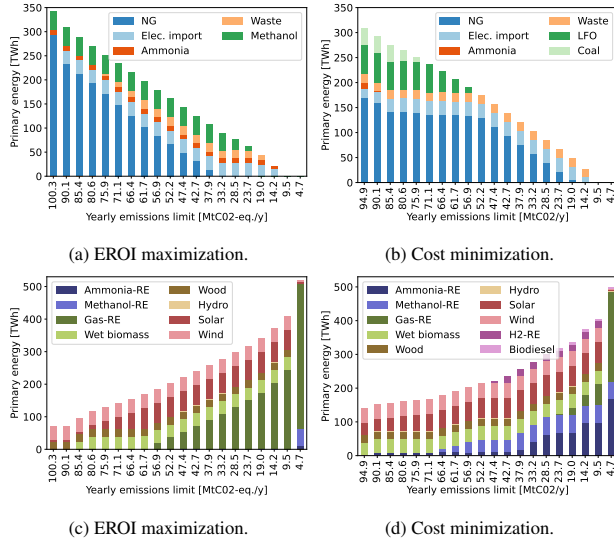 350
300
250
200
150
100
50
0
Primary energy [TWh]
NG
Elec. import
Ammonia
Waste
Methanol
100.3
90.1
85.4
80.6
75.9
71.1
66.4
61.7
56.9
52.2
47.4
42.7
37.9
33.2
28.5
23.7
19.0
14.2
9.5
4.7
Yearly emissions limit [MtC02-eq./y]
(a) EROI maximization.
350
300
250
200
150
100
50
0
Primary energy [TWh]
NG
Elec. import
Ammonia
Waste
LFO
Coal
94.9
90.1
85.4
80.6
75.9
71.1
66.4
61.7
56.9
52.2
47.4
42.7
37.9
33.2
28.5
23.7
19.0
14.2
9.5
4.7
Yearly emissions limit [MtC02/y]
(b) Cost minimization.
500
400
300
200
100
0
Primary energy [TWh]
Ammonia-RE
Methanol-RE
Gas-RE
Wet biomass
Wood
Hydro
Solar
Wind
100.3
90.1
85.4
80.6
75.9
71.1
66.4
61.7
56.9
52.2
47.4
42.7
37.9
33.2
28.5
23.7
19.0
14.2
9.5
4.7
Yearly emissions limit [MtC02-eq./y]
(c) EROI maximization.
500
400
300
200
100
0
Primary energy [TWh]
Ammonia-RE
Methanol-RE
Gas-RE
Wet biomass
Wood
Hydro
Solar
Wind
H2-RE
Biodiesel
94.9
90.1
85.4
80.6
75.9
71.1
66.4
61.7
56.9
52.2
47.4
42.7
37.9
33.2
28.5
23.7
19.0
14.2
9.5
4.7
Yearly emissions limit [MtC02/y]
(d) Cost minimization.